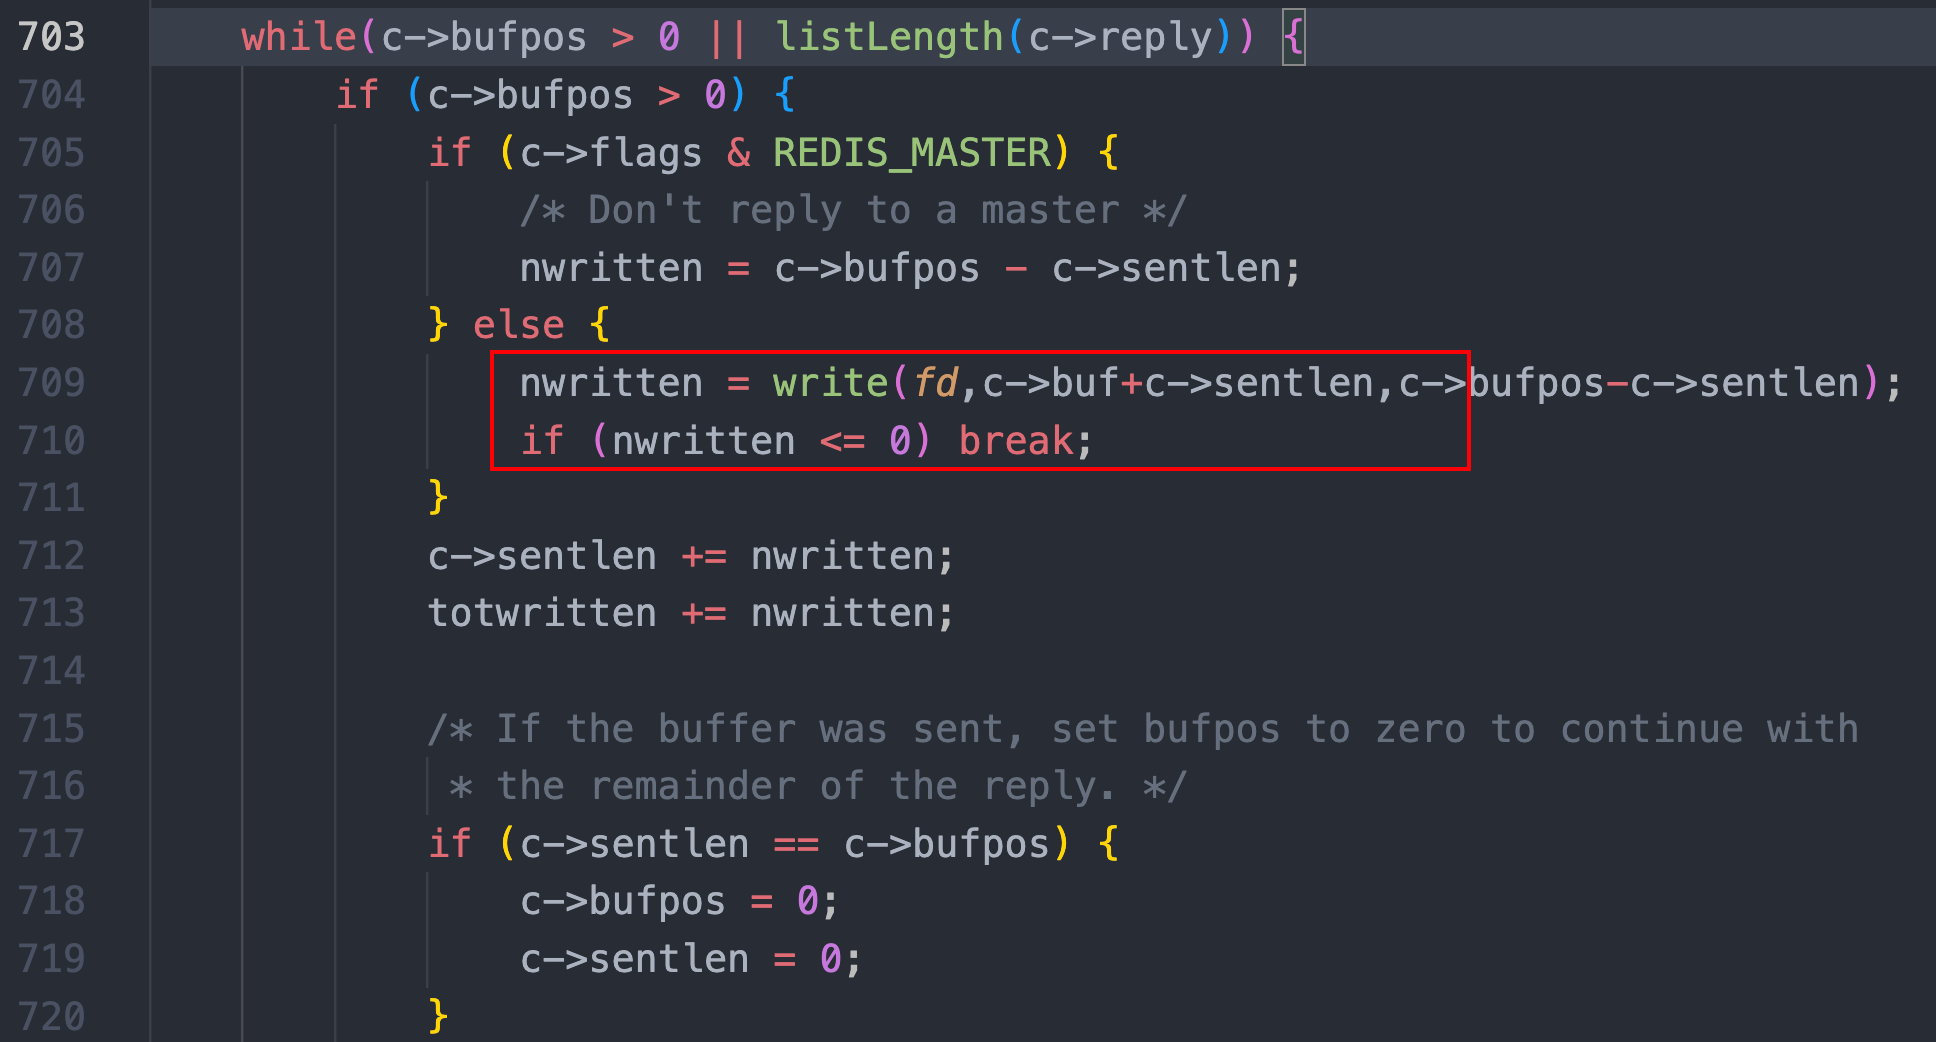 703 while(c->bufpos > 0 || listLength(c->reply)) {
704 if (c->bufpos > 0) {
705 if (c->flags & REDIS_MASTER) {
706 /* Don't reply to a master */
707 nwritten = c->bufpos - c->sentlen;
708 } else {
709 nwritten = write(fd,c->buf+c->sentlen,c->bufpos-c->sentlen);
710 if (nwritten <= 0) break;
711 }
712 c->sentlen += nwritten;
713 totwritten += nwritten;
714
715 /* If the buffer was sent, set bufpos to zero to continue with
716 * the remainder of the reply. */
717 if (c->sentlen == c->bufpos) {
718 c->bufpos = 0;
719 c->sentlen = 0;
720 }